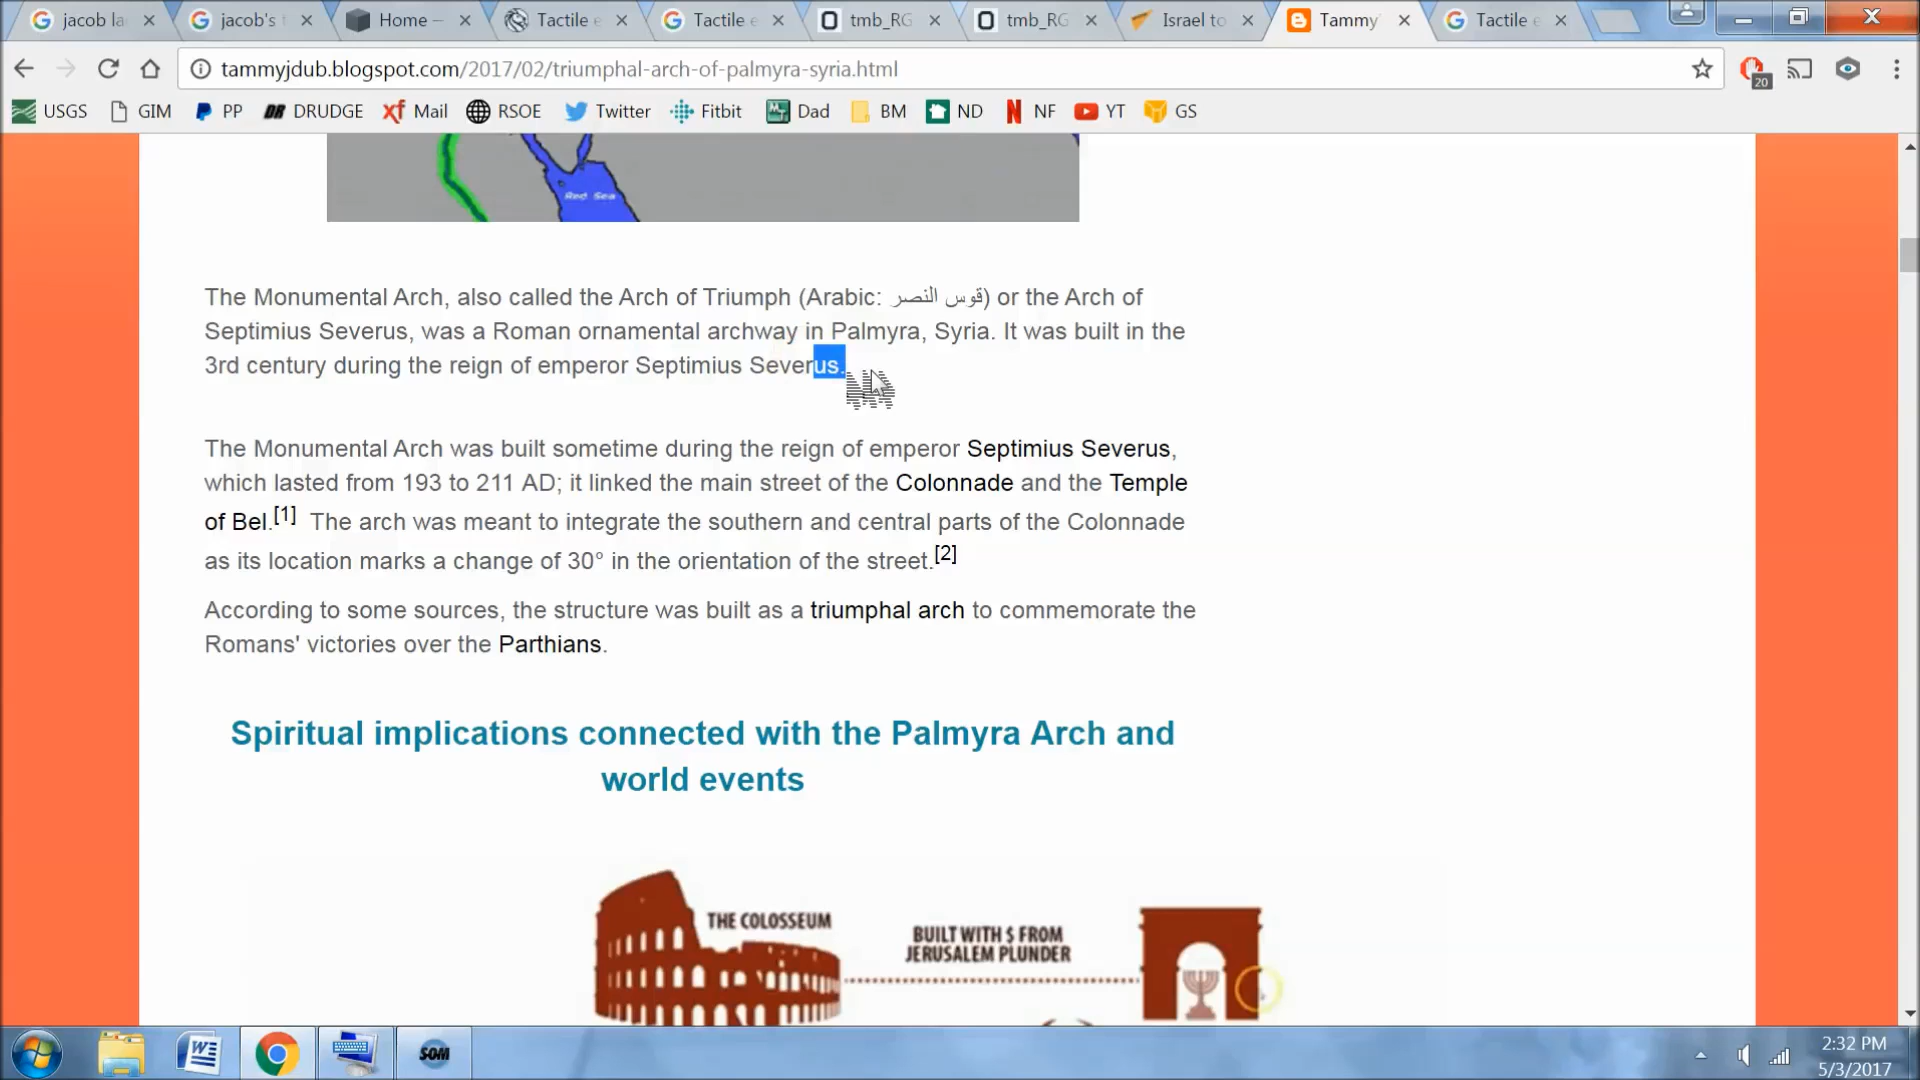 jacob la
jacob's t
Home –
Tactile e
Tactile e
tmb_RG
tmb_RG
Israel to
Tammy'
Tactile e
tammyjdub.blogspot.com/2017/02/triumphal-arch-of-palmyra-syria.html
20
USGS GIM PP DRUDGE Mail RSOE Twitter Fitbit Dad BM ND NF YT GS
Red Sea
The Monumental Arch, also called the Arch of Triumph (Arabic: قوس النصر) or the Arch of
Septimius Severus, was a Roman ornamental archway in Palmyra, Syria. It was built in the
3rd century during the reign of emperor Septimius Severus.
The Monumental Arch was built sometime during the reign of emperor Septimius Severus,
which lasted from 193 to 211 AD; it linked the main street of the Colonnade and the Temple
of Bel.[1] The arch was meant to integrate the southern and central parts of the Colonnade
as its location marks a change of 30° in the orientation of the street.[2]
According to some sources, the structure was built as a triumphal arch to commemorate the
Romans' victories over the Parthians.
Spiritual implications connected with the Palmyra Arch and
world events
THE COLOSSEUM
BUILT WITH $ FROM
JERUSALEM PLUNDER
SOM
2:32 PM
5/3/2017